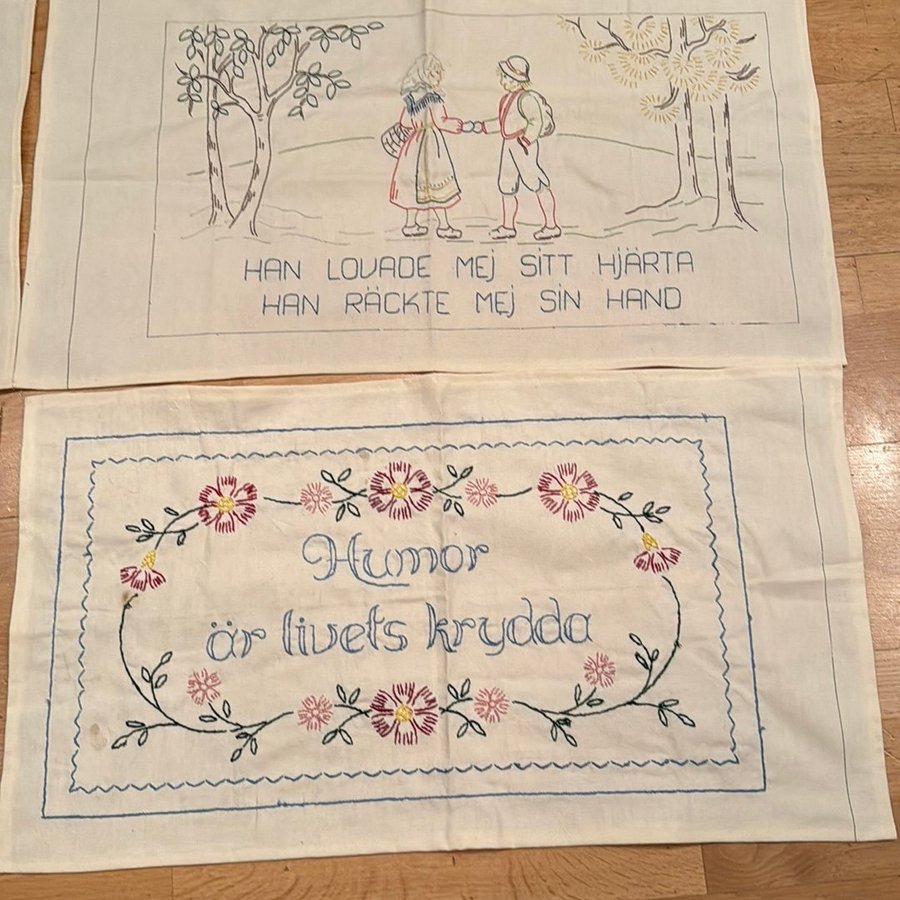 HAN LOVADE MEJ SITT HJÄRTA
HAN RÄCKTE MEJ SIN HAND
Humor
är livets krydda